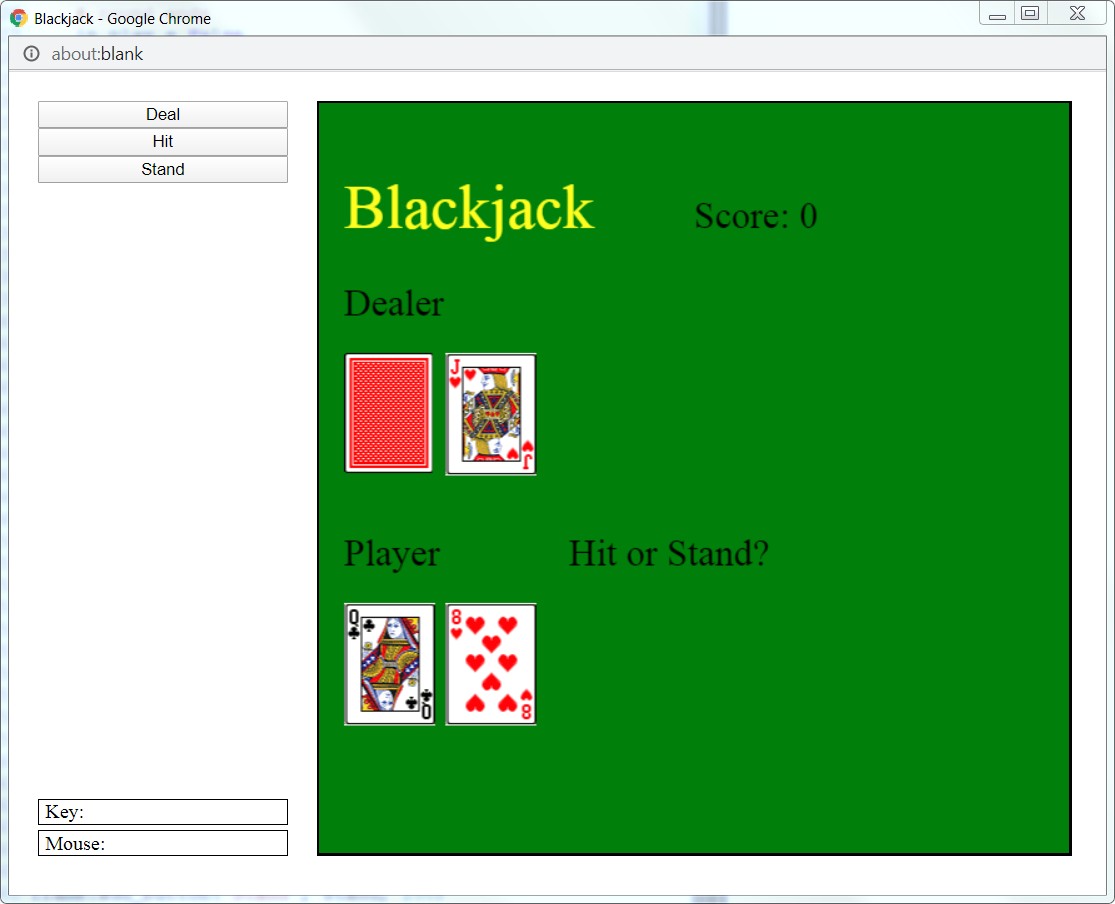 Blackjack - Google Chrome
about:blank
Deal
Hit
Stand
Blackjack
Score: 0
Dealer
J
J
Player
Hit or Stand?
Q
Q
8
8
Key:
Mouse: